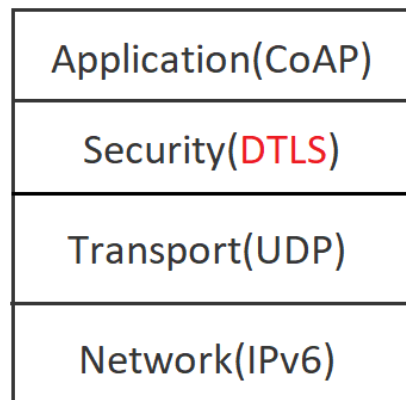 Application(CoAP)
Security(DTLS)
Transport(UDP)
Network(IPv6)